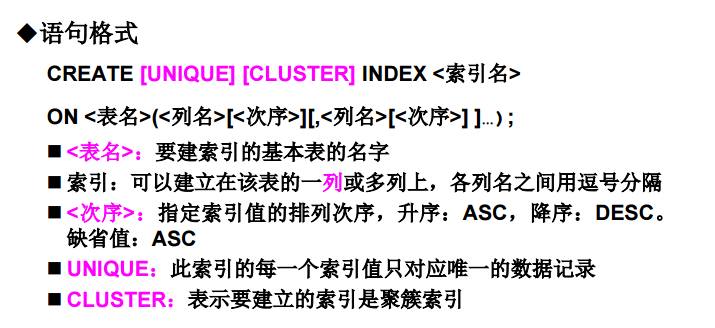 ◆语句格式
CREATE [UNIQUE] [CLUSTER] INDEX <索引名>
ON <表名>(<列名>[<次序>][,<列名>[<次序>] ]…);
■ <表名>：要建索引的基本表的名字
■ 索引：可以建立在该表的一列或多列上，各列名之间用逗号分隔
■ <次序>：指定索引值的排列次序，升序：ASC，降序：DESC。
缺省值：ASC
■ UNIQUE：此索引的每一个索引值只对应唯一的数据记录
■ CLUSTER：表示要建立的索引是聚簇索引